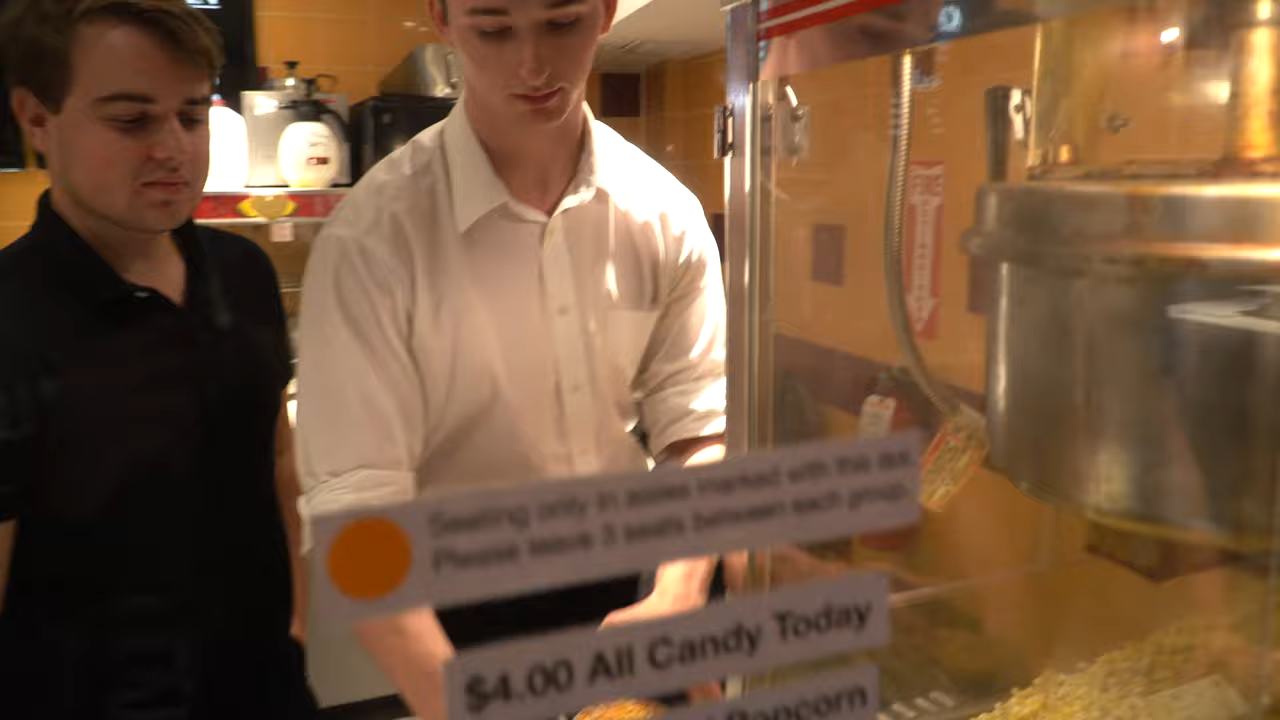 Seating only in aisles marked with this dot.
Please leave 3 seats between each group.
$4.00 All Candy Today
Popcorn